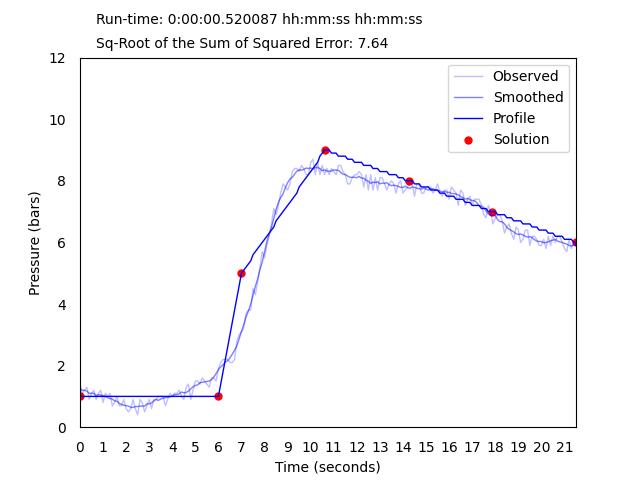 Run-time: 0:00:00.520087 hh:mm:ss hh:mm:ss
Sq-Root of the Sum of Squared Error: 7.64
12
10
8
6
4
2
0
Pressure (bars)
Observed
Smoothed
Profile
Solution
0 1 2 3 4 5 6 7 8 9 10 11 12 13 14 15 16 17 18 19 20 21
Time (seconds)